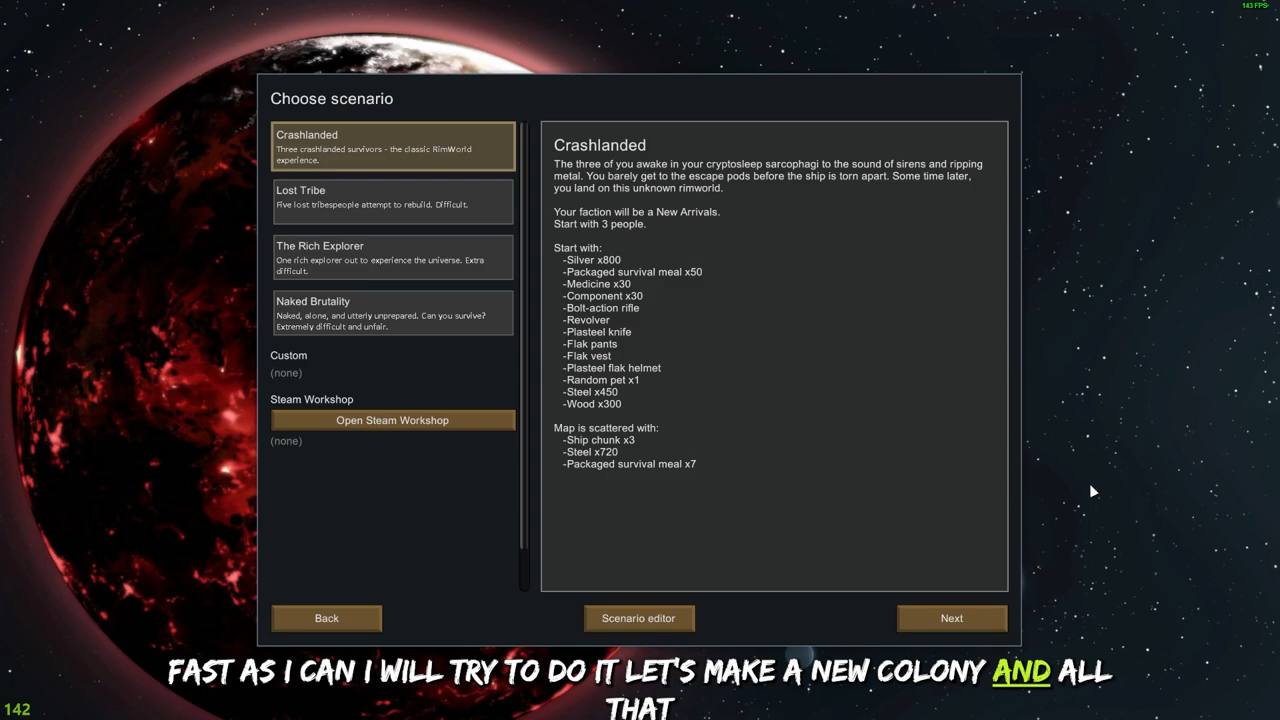 143 FPS
Choose scenario
Crashlanded
Three crashlanded survivors - the classic RimWorld
experience.
Lost Tribe
Five lost tribespeople attempt to rebuild. Difficult.
The Rich Explorer
One rich explorer out to experience the universe. Extra
difficult.
Naked Brutality
Naked, alone, and utterly unprepared. Can you survive?
Extremely difficult and unfair.
Custom
(none)
Steam Workshop
Open Steam Workshop
(none)
Crashlanded
The three of you awake in your cryptosleep sarcophagi to the sound of sirens and ripping
metal. You barely get to the escape pods before the ship is torn apart. Some time later,
you land on this unknown rimworld.
Your faction will be a New Arrivals.
Start with 3 people.
Start with:
-Silver x800
-Packaged survival meal x50
-Medicine x30
-Component x30
-Bolt-action rifle
-Revolver
-Plasteel knife
-Flak pants
-Flak vest
-Plasteel flak helmet
-Random pet x1
-Steel x450
-Wood x300
Map is scattered with:
-Ship chunk x3
-Steel x720
-Packaged survival meal x7
Back
Scenario editor
Next
FAST AS I CAN I WILL TRY TO DO IT LET'S MAKE A NEW COLONY AND ALL
THAT
142